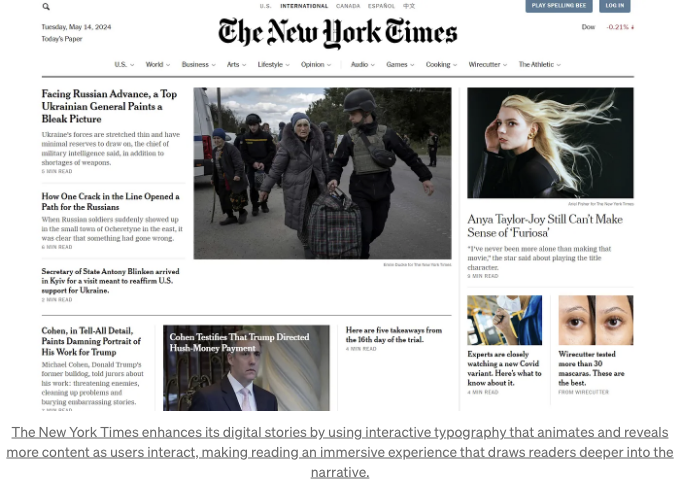 U.S. INTERNATIONAL CANADA ESPAÑOL 中文
PLAY SPELLING BEE LOG IN
Tuesday, May 14, 2024
Today's Paper
The New York Times
Dow -0.21% ↓
U.S. World Business Arts Lifestyle Opinion Audio Games Cooking Wirecutter The Athletic
Facing Russian Advance, a Top
Ukrainian General Paints a
Bleak Picture
Ukraine's forces are stretched thin and have
minimal reserves to draw on, the chief of
military intelligence said, in addition to
shortages of weapons.
5 MIN READ
How One Crack in the Line Opened a
Path for the Russians
When Russian soldiers suddenly showed up
in the small town of Ocheretyne in the east, it
was clear that something had gone wrong.
6 MIN READ
Secretary of State Antony Blinken arrived
in Kyiv for a visit meant to reaffirm U.S.
support for Ukraine.
2 MIN READ
for The New York Times
for The New York Times
Anya Taylor-Joy Still Can't Make
Sense of 'Furiosa'
"I've never been more alone than making that
movie," the star said about playing the title
character.
9 MIN READ
Experts are closely
watching a new Covid
variant. Here's what to
know about it.
4 MIN READ
Wirecutter tested
more than 30
mascaras. These are
the best.
FROM WIRECUTTER
Cohen, in Tell-All Detail,
Paints Damning Portrait of
His Work for Trump
Michael Cohen, Donald Trump's
former bulldog, told jurors about
his work: threatening enemies,
cleaning up problems and
burying embarrassing stories.
MIN READ
Cohen Testifies That Trump Directed
Hush-Money Payment
Here are five takeaways from
the 16th day of the trial.
4 MIN READ
The New York Times enhances its digital stories by using interactive typography that animates and reveals
more content as users interact, making reading an immersive experience that draws readers deeper into the
narrative.